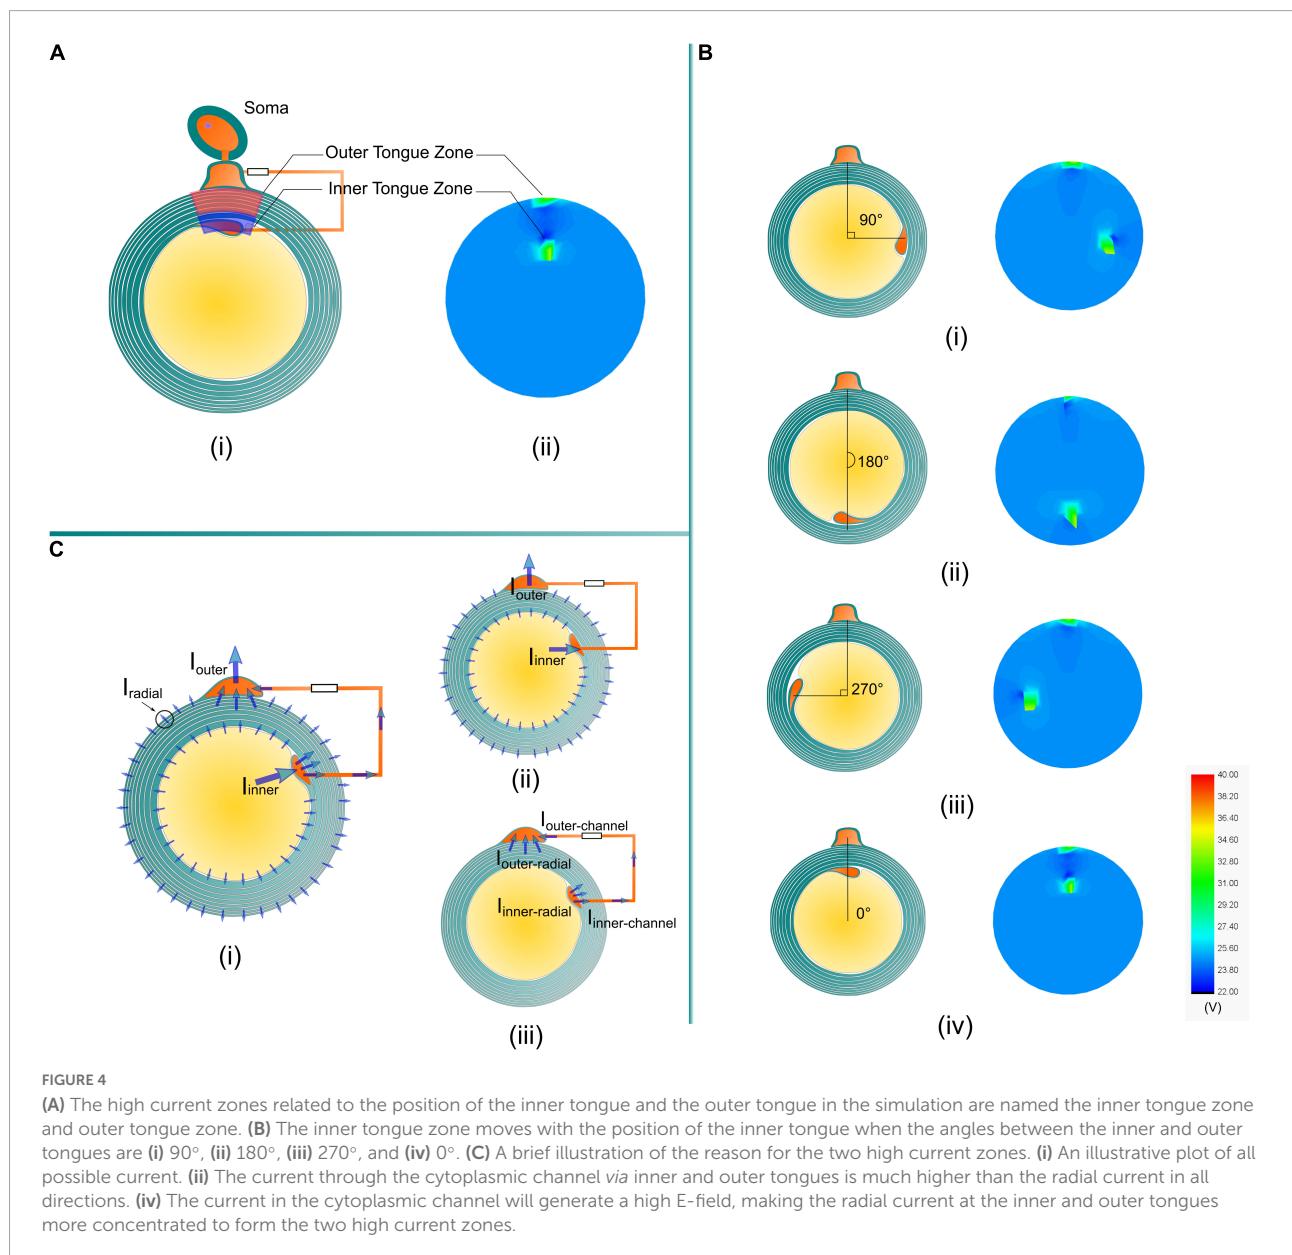 A
Soma
Outer Tongue Zone
Inner Tongue Zone
(i)
(ii)
B
90°
(i)
180°
(ii)
270°
(iii)
0°
(iv)
40.00
38.20
36.40
34.60
32.80
31.00
29.20
27.40
25.60
23.80
22.00
(V)
C
Iouter
Iradial
Iinner
(i)
Iouter
Iinner
(ii)
Iouter-channel
Iouter-radial
Iinner-radial
Iinner-channel
(iii)
FIGURE 4
(A) The high current zones related to the position of the inner tongue and the outer tongue in the simulation are named the inner tongue zone
and outer tongue zone. (B) The inner tongue zone moves with the position of the inner tongue when the angles between the inner and outer
tongues are (i) 90°, (ii) 180°, (iii) 270°, and (iv) 0°. (C) A brief illustration of the reason for the two high current zones. (i) An illustrative plot of all
possible current. (ii) The current through the cytoplasmic channel via inner and outer tongues is much higher than the radial current in all
directions. (iv) The current in the cytoplasmic channel will generate a high E-field, making the radial current at the inner and outer tongues
more concentrated to form the two high current zones.